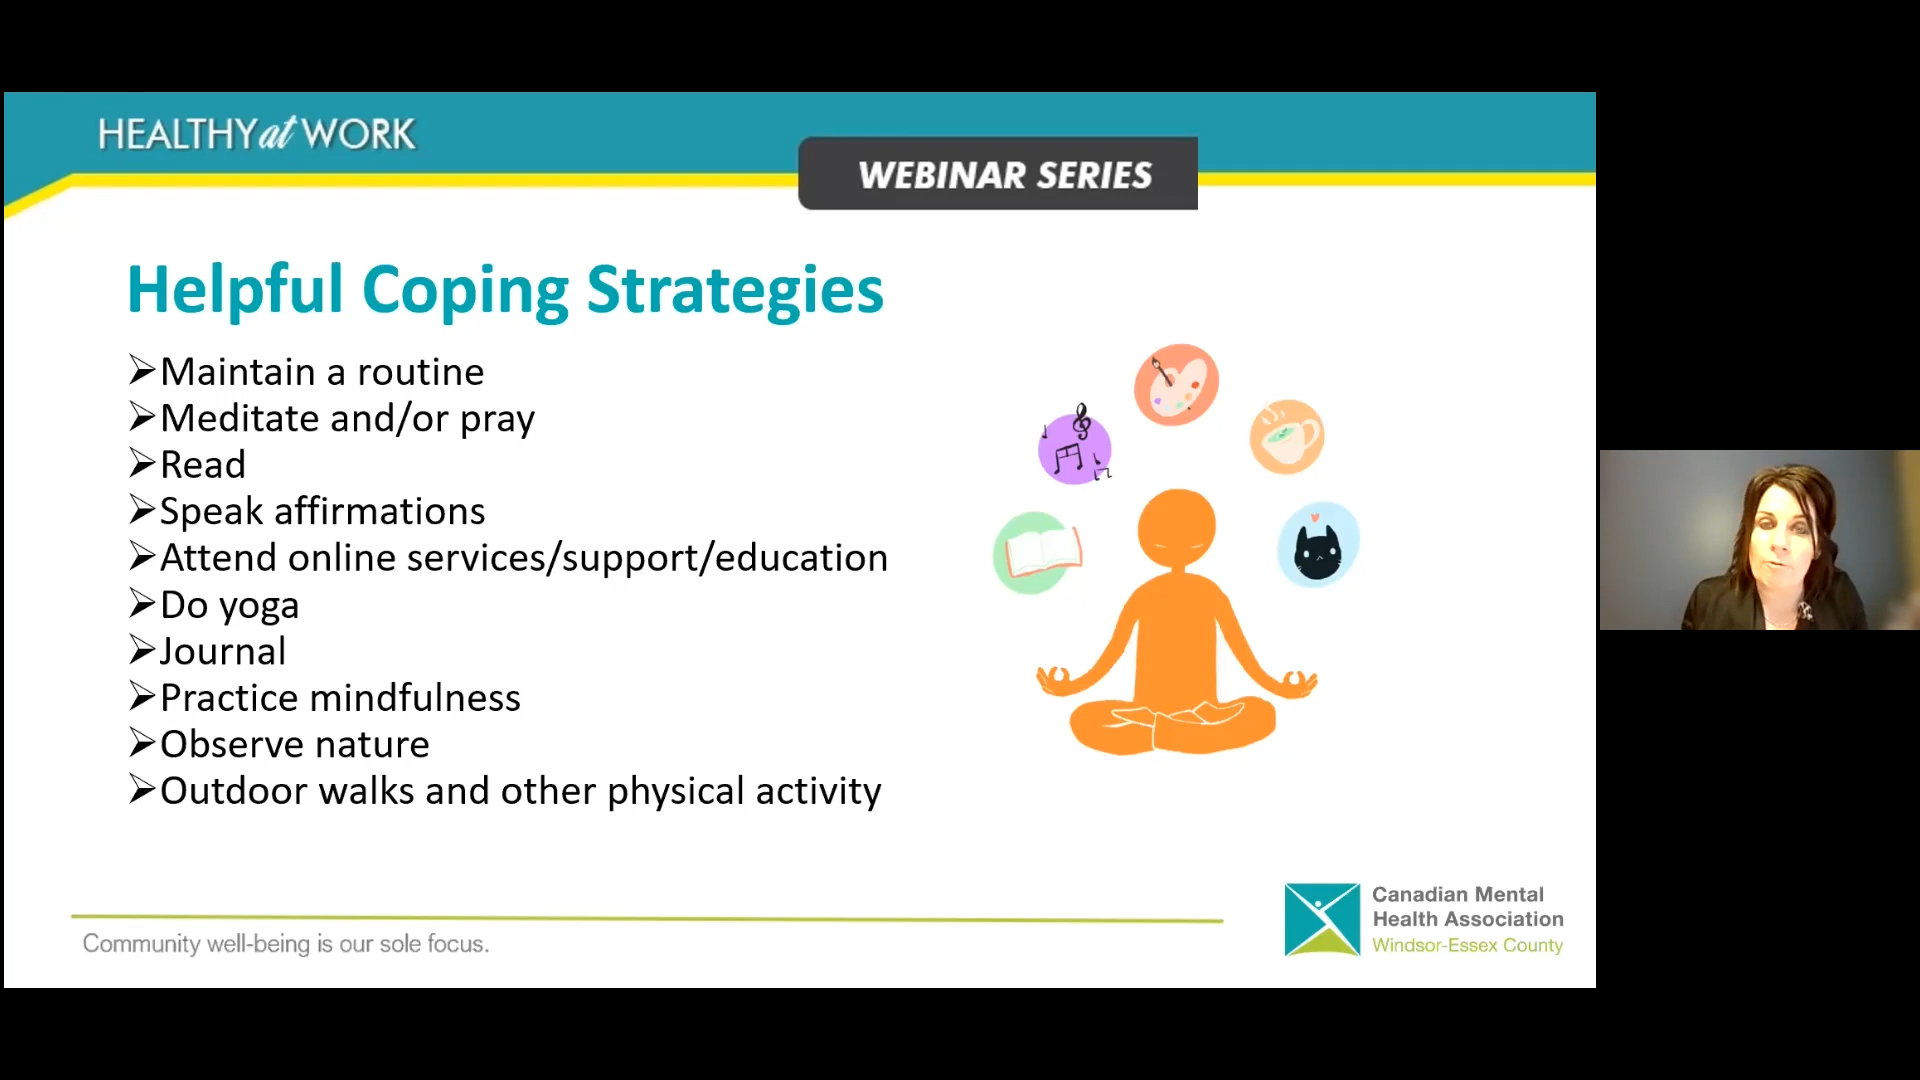 HEALTHY at WORK
WEBINAR SERIES
Helpful Coping Strategies
➢Maintain a routine
➢Meditate and/or pray
➢Read
➢Speak affirmations
➢Attend online services/support/education
➢Do yoga
➢Journal
➢Practice mindfulness
➢Observe nature
➢Outdoor walks and other physical activity
Community well-being is our sole focus.
Canadian Mental
Health Association
Windsor-Essex County